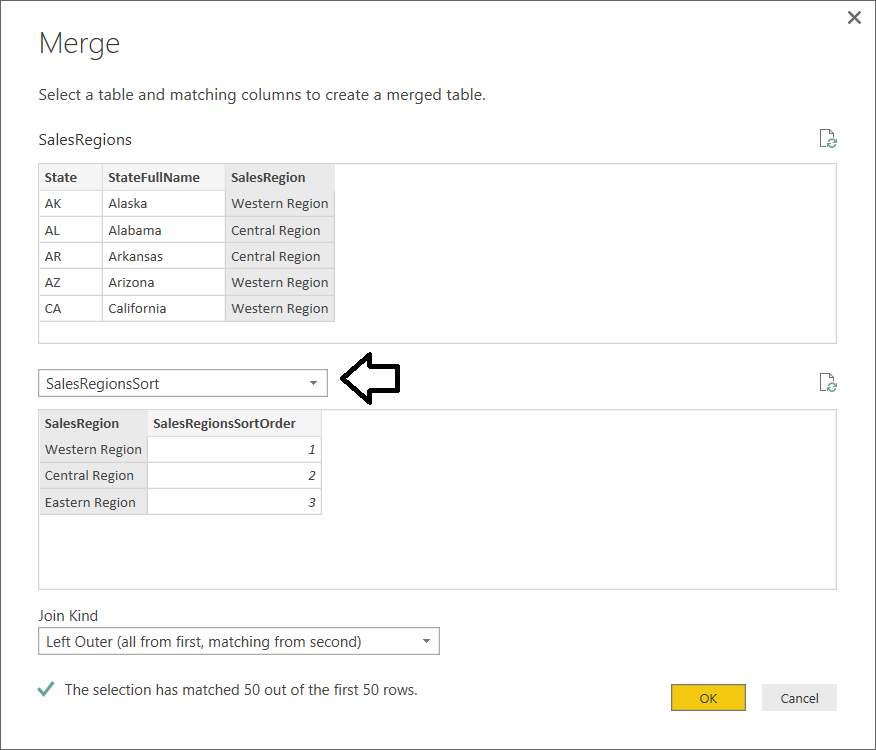 Merge
Select a table and matching columns to create a merged table.
SalesRegions
State StateFullName SalesRegion
AK Alaska Western Region
AL Alabama Central Region
AR Arkansas Central Region
AZ Arizona Western Region
CA California Western Region
SalesRegionsSort
SalesRegion SalesRegionsSortOrder
Western Region 1
Central Region 2
Eastern Region 3
Join Kind
Left Outer (all from first, matching from second)
The selection has matched 50 out of the first 50 rows.
OK Cancel